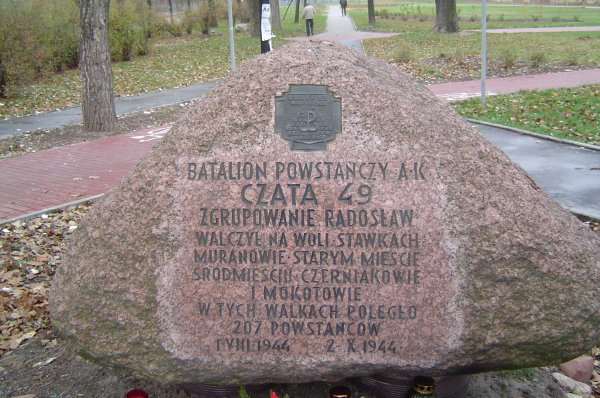 BATALION POWSTAŃCZY A·K
CZATA 49
ZGRUPOWANIE RADOSŁAW
WALCZYŁ NA WOLI STAWKACH
MURANOWIE STARYM MIEŚCIE
ŚRODMIEŚCIU-CZERNIAKOWIE
I MOKOTOWIE
W TYCH WALKACH POLEGŁO
207 POWSTAŃCÓW
1 VIII 1944 2 X 1944